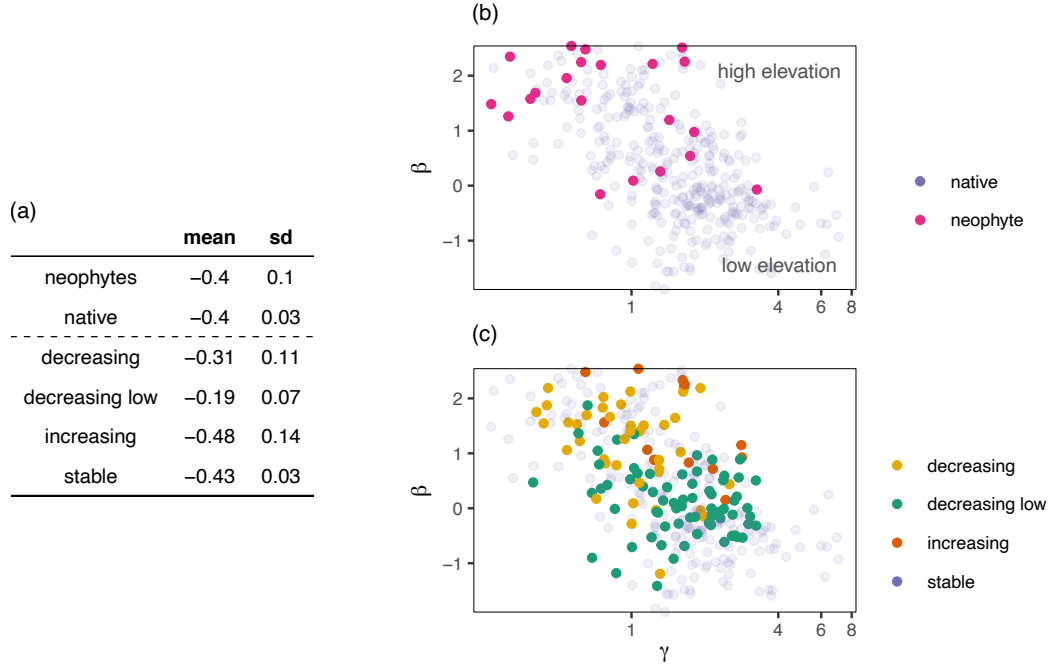 (a)
mean sd
neophytes −0.4 0.1
native −0.4 0.03
decreasing −0.31 0.11
decreasing low −0.19 0.07
increasing −0.48 0.14
stable −0.43 0.03
(b)
high elevation
low elevation
β
2
1
0
−1
1 4 6 8
native
neophyte
(c)
β
2
1
0
−1
1 4 6 8
γ
decreasing
decreasing low
increasing
stable